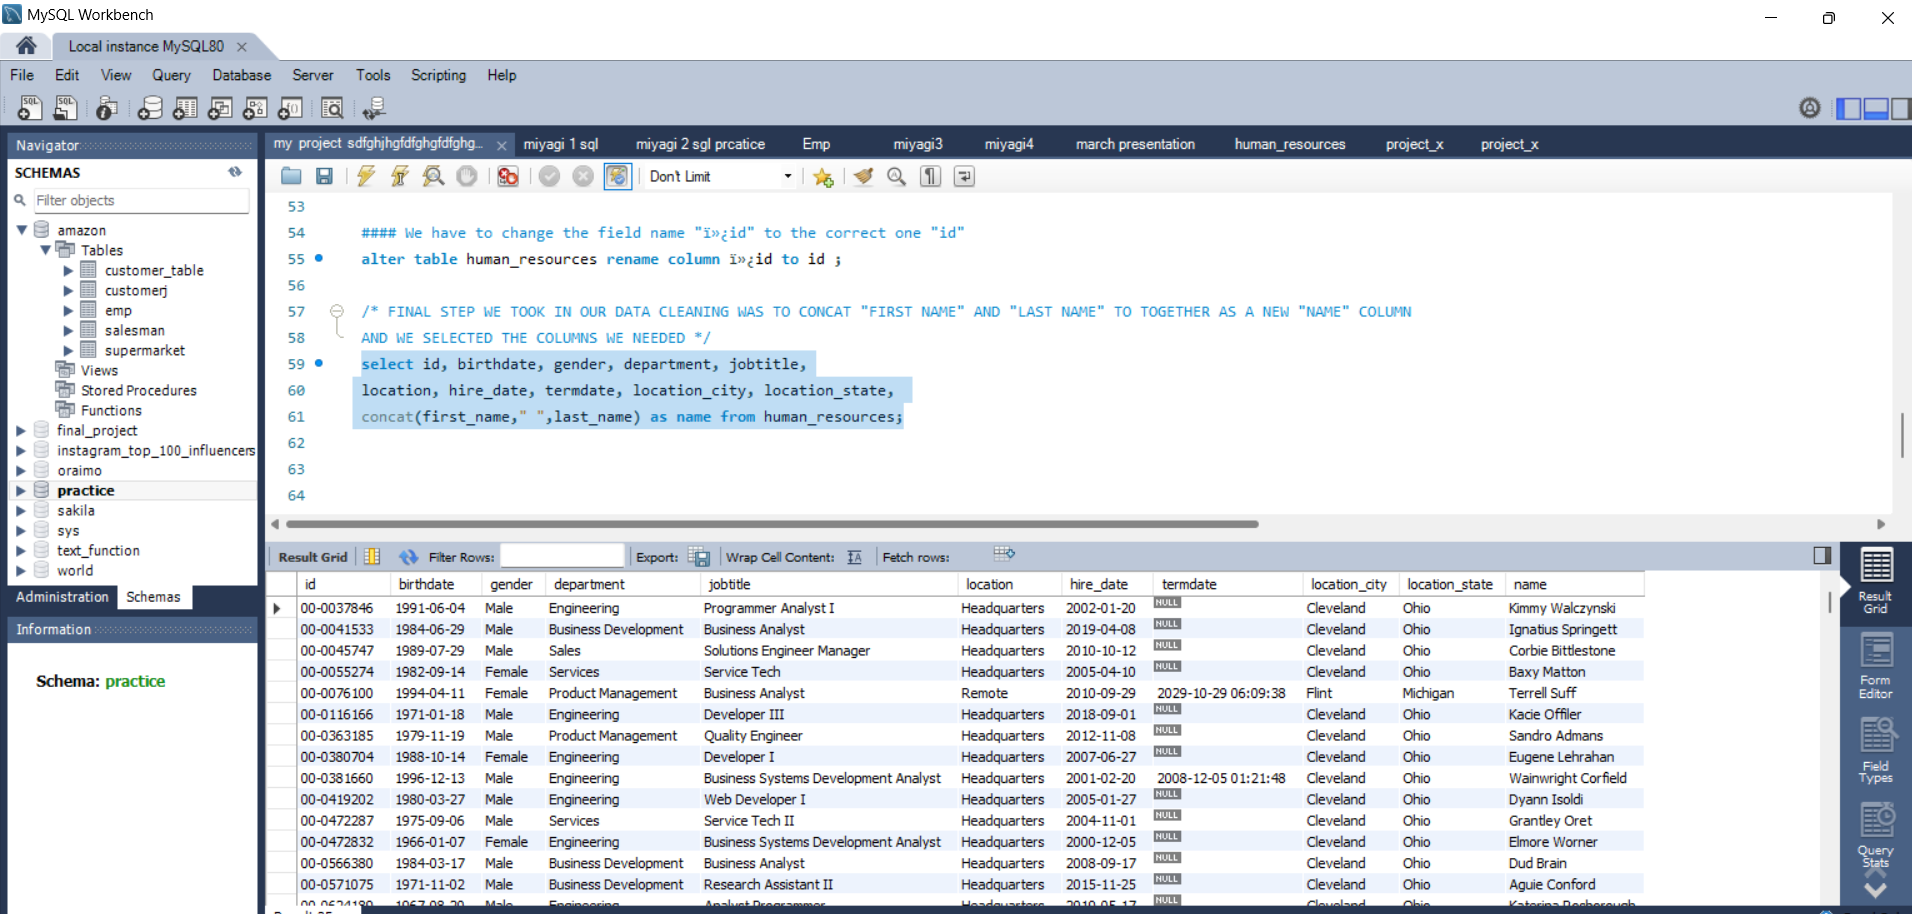 MySQL Workbench
Local instance MySQL80
File Edit View Query Database Server Tools Scripting Help
Navigator
SCHEMAS
Filter objects
amazon
Tables
customer_table
customerj
emp
salesman
supermarket
Views
Stored Procedures
Functions
final_project
instagram_top_100_influencers
oraimo
practice
sakila
sys
text_function
world
Administration Schemas
Information
Schema: practice
my project sdfghjhgfdfghgfdfghg... miyagi 1 sql miyagi 2 sgl prcatice Emp miyagi3 miyagi4 march presentation human_resources project_x project_x
Don't Limit
53
54 #### We have to change the field name "ï»¿id" to the correct one "id"
55 alter table human_resources rename column ï»¿id to id ;
56
57 /* FINAL STEP WE TOOK IN OUR DATA CLEANING WAS TO CONCAT "FIRST NAME" AND "LAST NAME" TO TOGETHER AS A NEW "NAME" COLUMN
58 AND WE SELECTED THE COLUMNS WE NEEDED */
59 select id, birthdate, gender, department, jobtitle,
60 location, hire_date, termdate, location_city, location_state,
61 concat(first_name," ",last_name) as name from human_resources;
62
63
64
Result Grid Filter Rows: Export: Wrap Cell Content: Fetch rows:
id birthdate gender department jobtitle location hire_date termdate location_city location_state name
00-0037846 1991-06-04 Male Engineering Programmer Analyst I Headquarters 2002-01-20 NULL Cleveland Ohio Kimmy Walczynski
00-0041533 1984-06-29 Male Business Development Business Analyst Headquarters 2019-04-08 NULL Cleveland Ohio Ignatius Springett
00-0045747 1989-07-29 Male Sales Solutions Engineer Manager Headquarters 2010-10-12 NULL Cleveland Ohio Corbie Bittlestone
00-0055274 1982-09-14 Female Services Service Tech Headquarters 2005-04-10 NULL Cleveland Ohio Baxy Matton
00-0076100 1994-04-11 Female Product Management Business Analyst Remote 2010-09-29 2029-10-29 06:09:38 Flint Michigan Terrell Suff
00-0116166 1971-01-18 Male Engineering Developer III Headquarters 2018-09-01 NULL Cleveland Ohio Kacie Offiler
00-0363185 1979-11-19 Male Product Management Quality Engineer Headquarters 2012-11-08 NULL Cleveland Ohio Sandro Admans
00-0380704 1988-10-14 Female Engineering Developer I Headquarters 2007-06-27 NULL Cleveland Ohio Eugene Lehrahan
00-0381660 1996-12-13 Male Engineering Business Systems Development Analyst Headquarters 2001-02-20 2008-12-05 01:21:48 Cleveland Ohio Wainwright Corfield
00-0419202 1980-03-27 Male Engineering Web Developer I Headquarters 2005-01-27 NULL Cleveland Ohio Dyann Isoldi
00-0472287 1975-09-06 Male Services Service Tech II Headquarters 2004-11-01 NULL Cleveland Ohio Grantley Oret
00-0472832 1966-01-07 Female Engineering Business Systems Development Analyst Headquarters 2000-12-05 NULL Cleveland Ohio Elmore Worner
00-0566380 1984-03-17 Male Business Development Business Analyst Headquarters 2008-09-17 NULL Cleveland Ohio Dud Brain
00-0571075 1971-11-02 Male Business Development Research Assistant II Headquarters 2015-11-25 NULL Cleveland Ohio Aguie Conford
NULL
Result Grid
Form Editor
Field Types
Query Stats